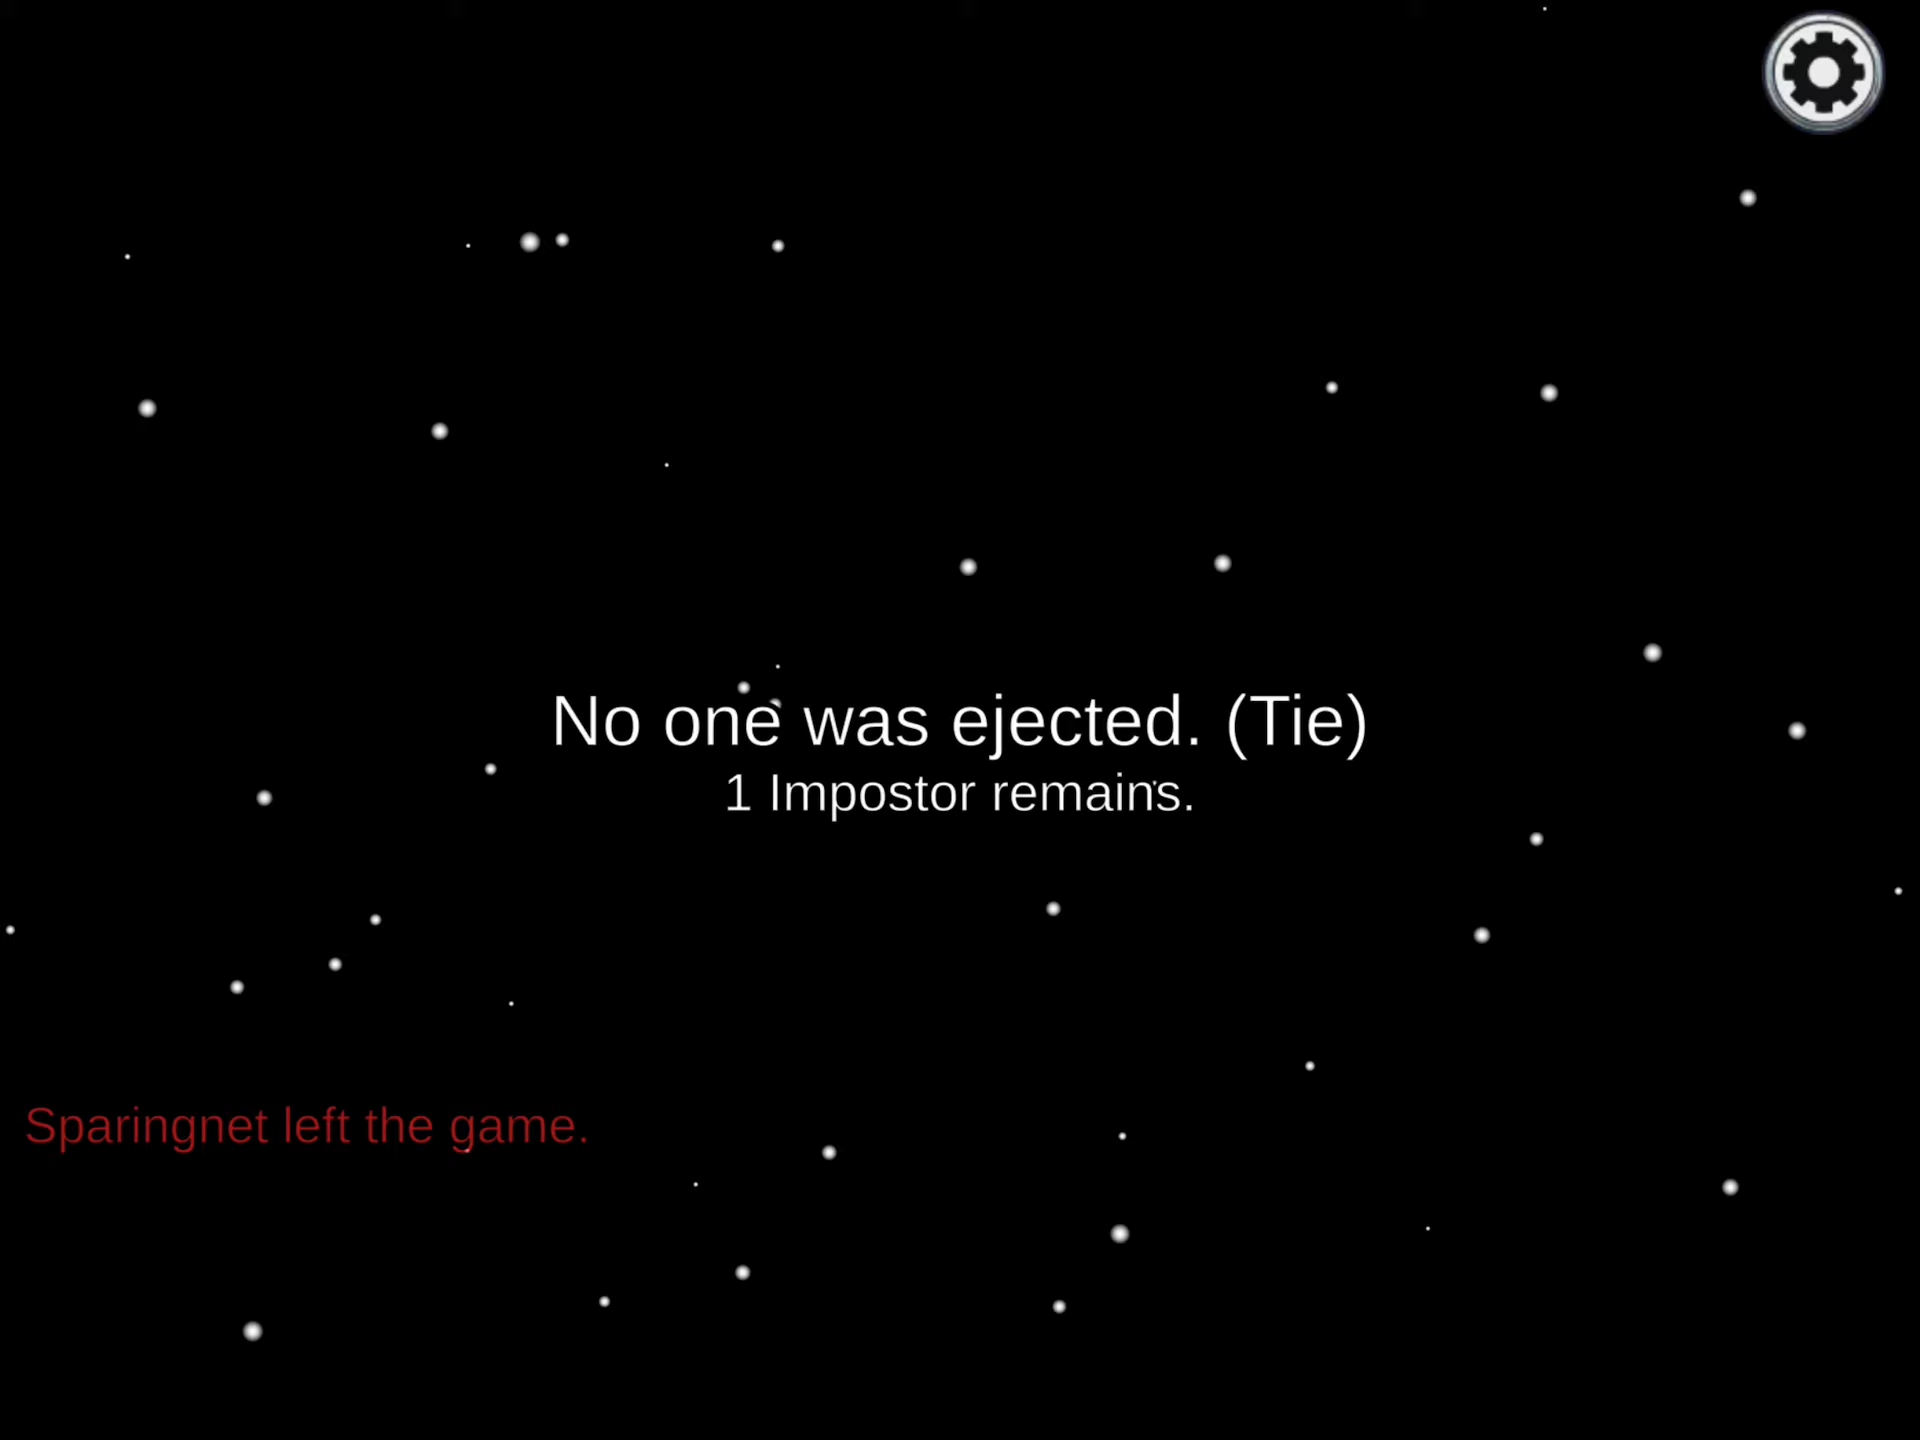 No one was ejected. (Tie)
1 Impostor remains.
Sparingnet left the game.